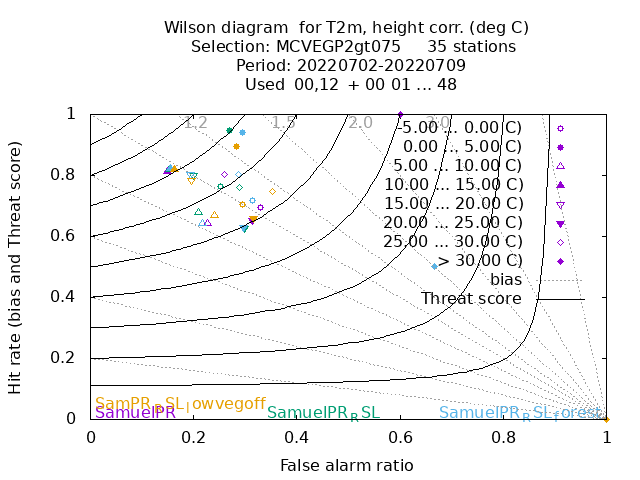 Wilson diagram for T2m, height corr. (deg C)
Selection: MCVEGP2gt075 35 stations
Period: 20220702-20220709
Used 00,12 + 00 01 ... 48
Hit rate (bias and Threat score)
1
0.8
0.6
0.4
0.2
0
1.2 1.5 2.0 3.0
-5.00 ... 0.00 C)
0.00 ... 5.00 C)
5.00 ... 10.00 C)
10.00 ... 15.00 C)
15.00 ... 20.00 C)
20.00 ... 25.00 C)
25.00 ... 30.00 C)
> 30.00 C)
bias
Threat score
SamPR_RSL_lowvegoff
SamuelPR SamuelPR_RSL SamuelPR_RSL_forest
0 0.2 0.4 0.6 0.8 1
False alarm ratio